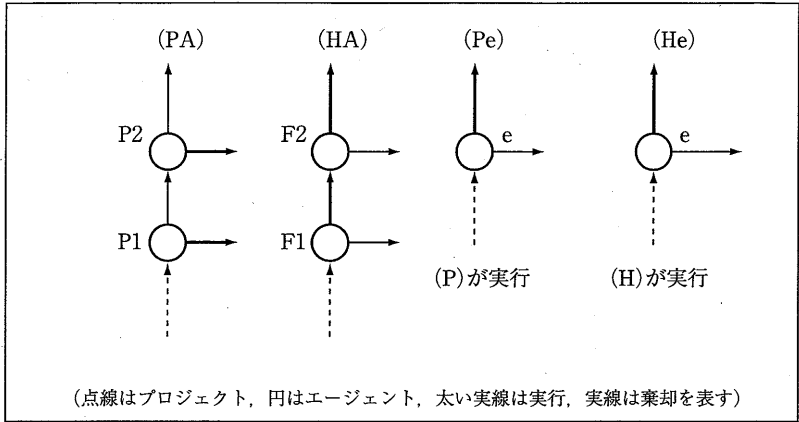 (PA) (HA) (Pe) (He)
P2 F2 e e
P1 F1
(P)が実行 (H)が実行
(点線はプロジェクト，円はエージェント，太い実線は実行，実線は棄却を表す)